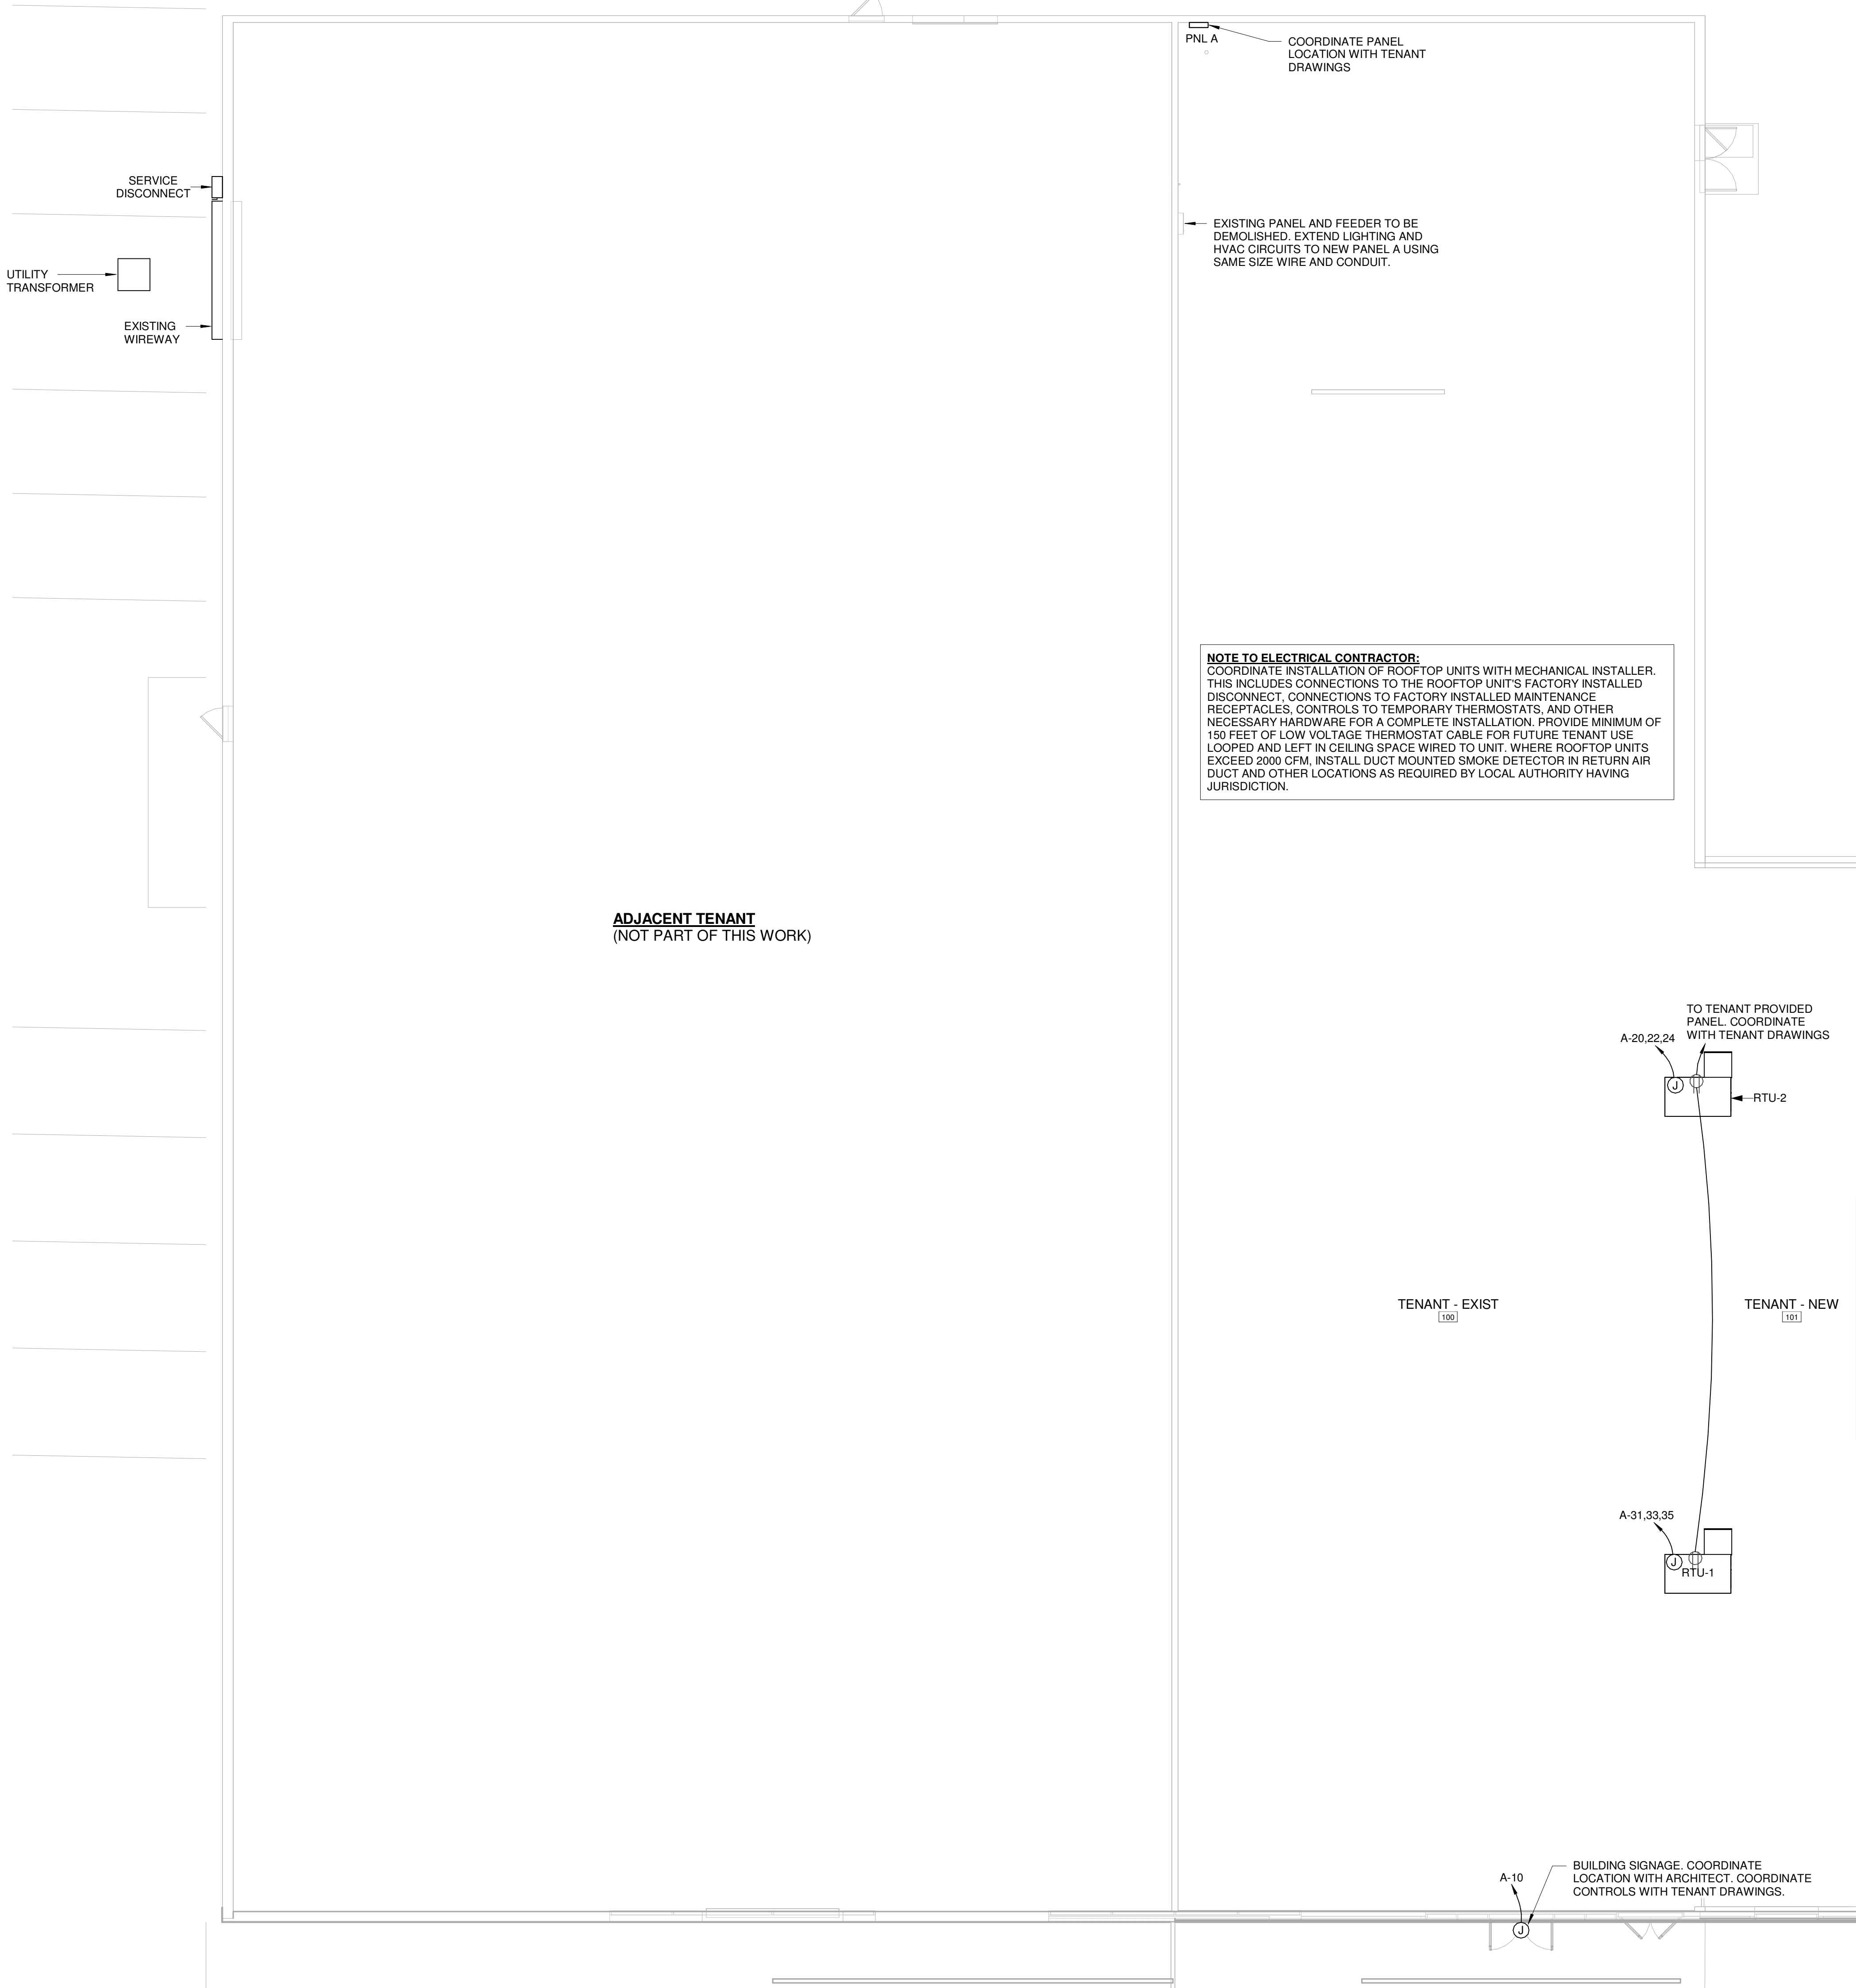 PNL A
COORDINATE PANEL
LOCATION WITH TENANT
DRAWINGS
SERVICE
DISCONNECT
EXISTING PANEL AND FEEDER TO BE
DEMOLISHED. EXTEND LIGHTING AND
HVAC CIRCUITS TO NEW PANEL A USING
SAME SIZE WIRE AND CONDUIT.
UTILITY
TRANSFORMER
EXISTING
WIREWAY
NOTE TO ELECTRICAL CONTRACTOR:
COORDINATE INSTALLATION OF ROOFTOP UNITS WITH MECHANICAL INSTALLER.
THIS INCLUDES CONNECTIONS TO THE ROOFTOP UNIT'S FACTORY INSTALLED
DISCONNECT, CONNECTIONS TO FACTORY INSTALLED MAINTENANCE
RECEPTACLES, CONTROLS TO TEMPORARY THERMOSTATS, AND OTHER
NECESSARY HARDWARE FOR A COMPLETE INSTALLATION. PROVIDE MINIMUM OF
150 FEET OF LOW VOLTAGE THERMOSTAT CABLE FOR FUTURE TENANT USE
LOOPED AND LEFT IN CEILING SPACE WIRED TO UNIT. WHERE ROOFTOP UNITS
EXCEED 2000 CFM, INSTALL DUCT MOUNTED SMOKE DETECTOR IN RETURN AIR
DUCT AND OTHER LOCATIONS AS REQUIRED BY LOCAL AUTHORITY HAVING
JURISDICTION.
ADJACENT TENANT
(NOT PART OF THIS WORK)
TO TENANT PROVIDED
PANEL. COORDINATE
WITH TENANT DRAWINGS
A-20,22,24
J
RTU-2
TENANT - EXIST
100
TENANT - NEW
101
A-31,33,35
J
RTU-1
BUILDING SIGNAGE. COORDINATE
LOCATION WITH ARCHITECT. COORDINATE
CONTROLS WITH TENANT DRAWINGS.
A-10
J